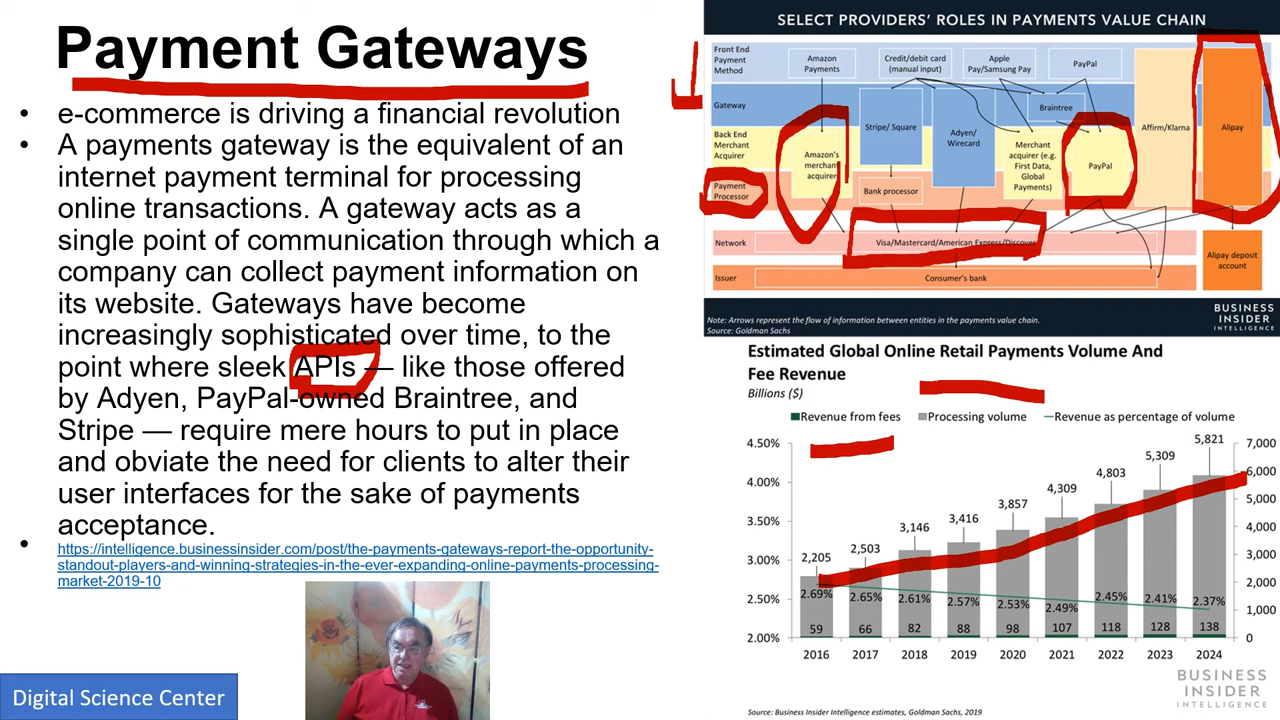 Payment Gateways
• e-commerce is driving a financial revolution
• A payments gateway is the equivalent of an
internet payment terminal for processing
online transactions. A gateway acts as a
single point of communication through which a
company can collect payment information on
its website. Gateways have become
increasingly sophisticated over time, to the
point where sleek APIs — like those offered
by Adyen, PayPal-owned Braintree, and
Stripe — require mere hours to put in place
and obviate the need for clients to alter their
user interfaces for the sake of payments
acceptance.
• https://intelligence.businessinsider.com/post/the-payments-gateways-report-the-opportunity-
standout-players-and-winning-strategies-in-the-ever-expanding-online-payments-processing-
market-2019-10
Digital Science Center
SELECT PROVIDERS' ROLES IN PAYMENTS VALUE CHAIN
Front End
Payment
Method
Amazon
Payments
Credit/debit card
(manual input)
Apple
Pay/Samsung Pay
PayPal
Gateway
Braintree
Stripe/ Square
Adyen/
Wirecard
Affirm/Klarna
Alipay
Back End
Merchant
Acquirer
Amazon's
merchant
acquirer
Merchant
acquirer (e.g.
First Data,
Global
Payments)
PayPal
Payment
Processor
Bank processor
Network
Visa/Mastercard/American Express/Discover
Alipay deposit
account
Issuer
Consumer's bank
Note: Arrows represent the flow of information between entities in the payments value chain.
Source: Goldman Sachs
BUSINESS
INSIDER
INTELLIGENCE
Estimated Global Online Retail Payments Volume And
Fee Revenue
Billions ($)
Revenue from fees Processing volume Revenue as percentage of volume
4.50% 7,000
5,821
5,309
4.00% 6,000
4,803
4,309
3.50% 5,000
3,857
3,416
4,000
3,146
3.00% 3,000
2,503
2,205
2,000
2.50%
2.69% 2.65% 2.61% 2.57% 2.53% 2.49% 2.45% 2.41% 2.37%
1,000
59 66 82 88 98 107 118 128 138
2.00% 0
2016 2017 2018 2019 2020 2021 2022 2023 2024
BUSINESS
INSIDER
INTELLIGENCE
Source: Business Insider Intelligence estimates, Goldman Sachs, 2019